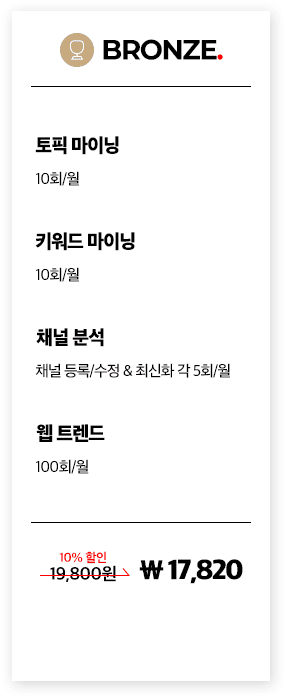 BRONZE.
토픽 마이닝
10회/월
키워드 마이닝
10회/월
채널 분석
채널 등록/수정 & 최신화 각 5회/월
웹 트렌드
100회/월
10% 할인
19,800원 ₩ 17,820